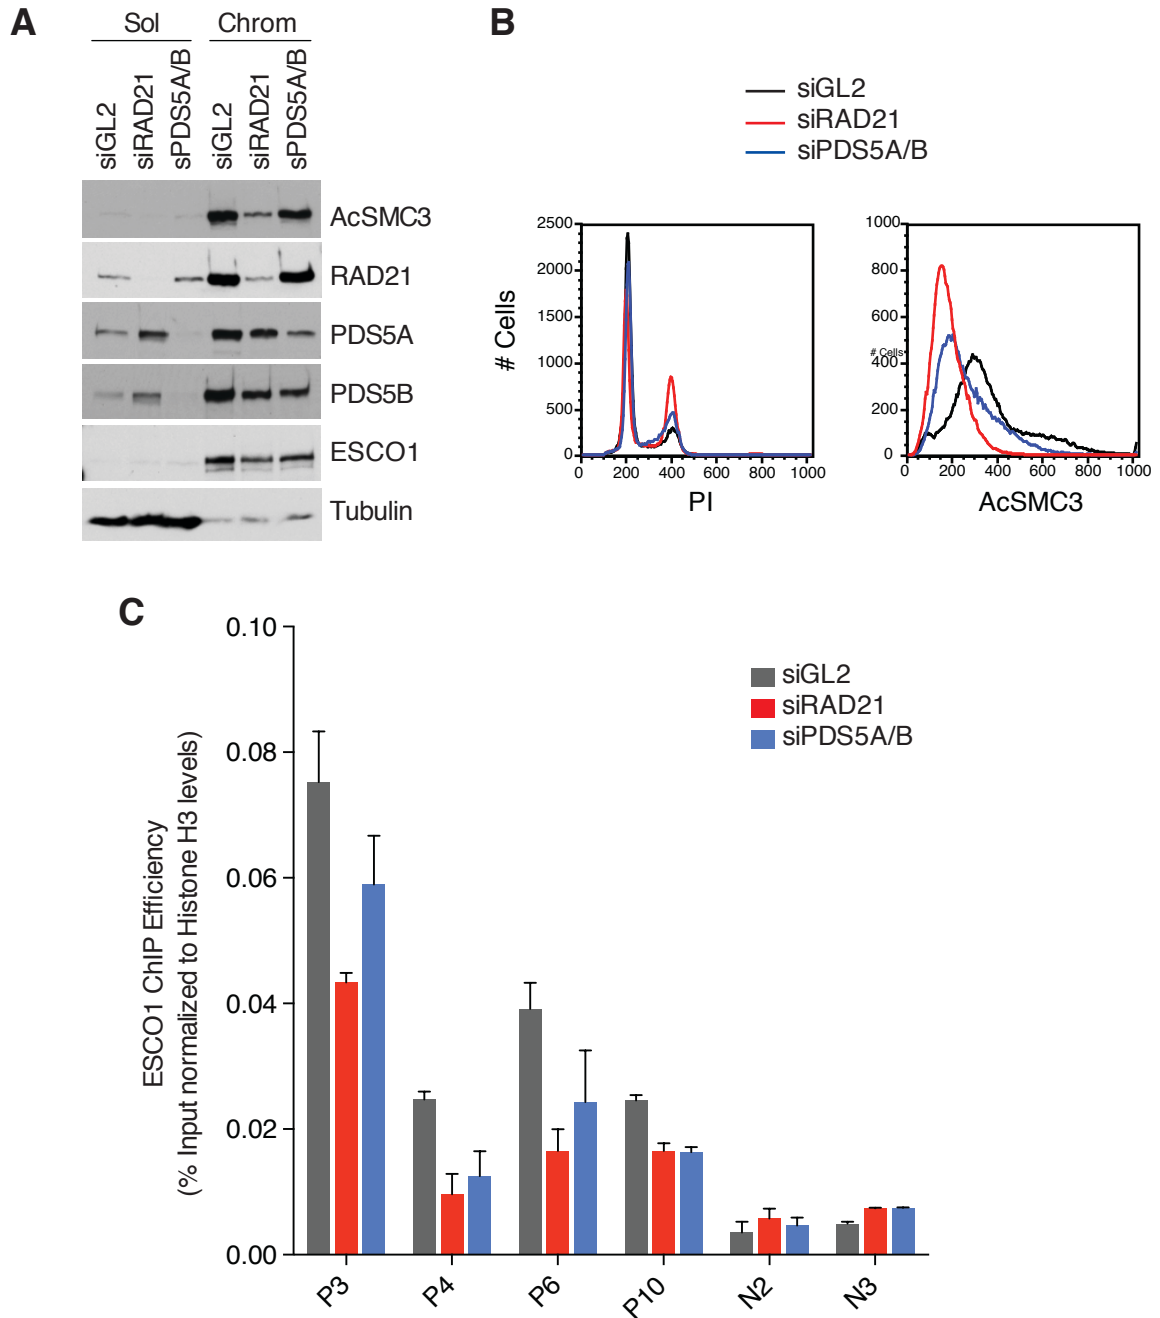 A
Sol
Chrom
siGL2
siRAD21
sPDS5A/B
siGL2
siRAD21
sPDS5A/B
AcSMC3
RAD21
PDS5A
PDS5B
ESCO1
Tubulin
B
siGL2
siRAD21
siPDS5A/B
# Cells
2500
2000
1500
1000
500
0
0 200 400 600 800 1000
PI
# Cells
1000
800
600
400
200
0
0 200 400 600 800 1000
AcSMC3
C
siGL2
siRAD21
siPDS5A/B
ESCO1 ChIP Efficiency
(% Input normalized to Histone H3 levels)
0.10
0.08
0.06
0.04
0.02
0.00
P3 P4 P6 P10 N2 N3